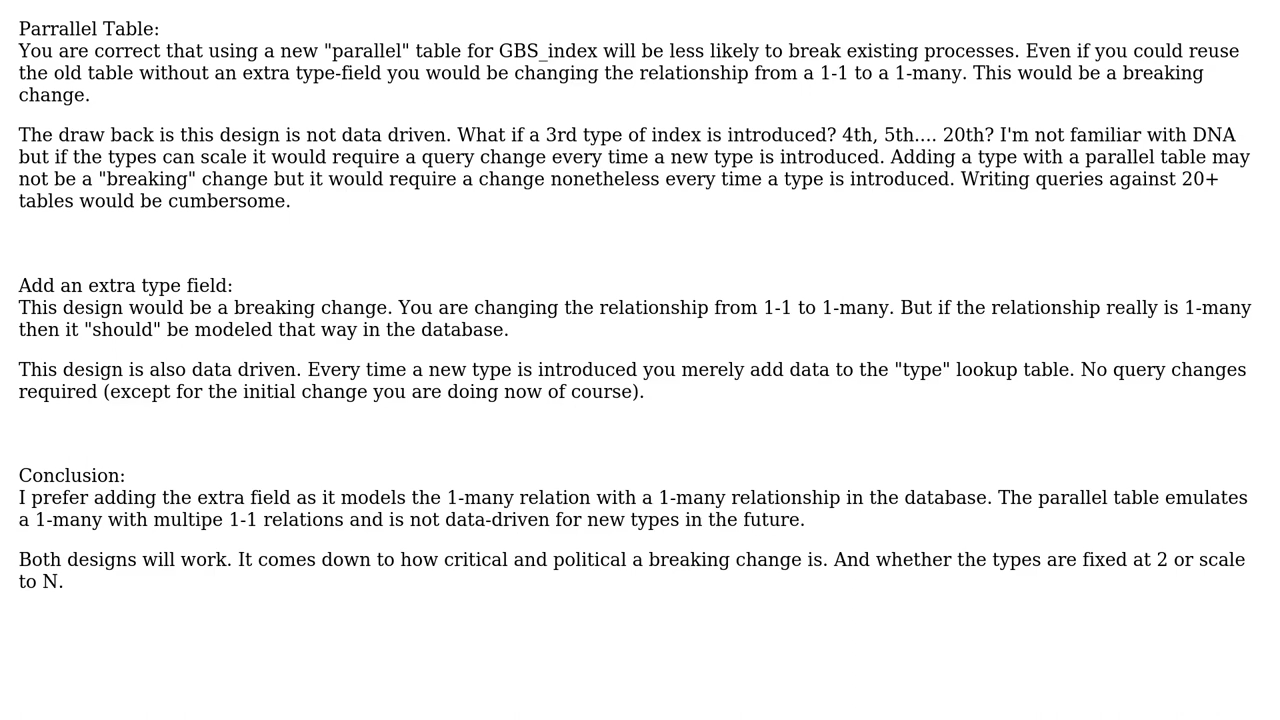 Parrallel Table:
You are correct that using a new "parallel" table for GBS_index will be less likely to break existing processes. Even if you could reuse
the old table without an extra type-field you would be changing the relationship from a 1-1 to a 1-many. This would be a breaking
change.
The draw back is this design is not data driven. What if a 3rd type of index is introduced? 4th, 5th.... 20th? I'm not familiar with DNA
but if the types can scale it would require a query change every time a new type is introduced. Adding a type with a parallel table may
not be a "breaking" change but it would require a change nonetheless every time a type is introduced. Writing queries against 20+
tables would be cumbersome.
Add an extra type field:
This design would be a breaking change. You are changing the relationship from 1-1 to 1-many. But if the relationship really is 1-many
then it "should" be modeled that way in the database.
This design is also data driven. Every time a new type is introduced you merely add data to the "type" lookup table. No query changes
required (except for the initial change you are doing now of course).
Conclusion:
I prefer adding the extra field as it models the 1-many relation with a 1-many relationship in the database. The parallel table emulates
a 1-many with multipe 1-1 relations and is not data-driven for new types in the future.
Both designs will work. It comes down to how critical and political a breaking change is. And whether the types are fixed at 2 or scale
to N.